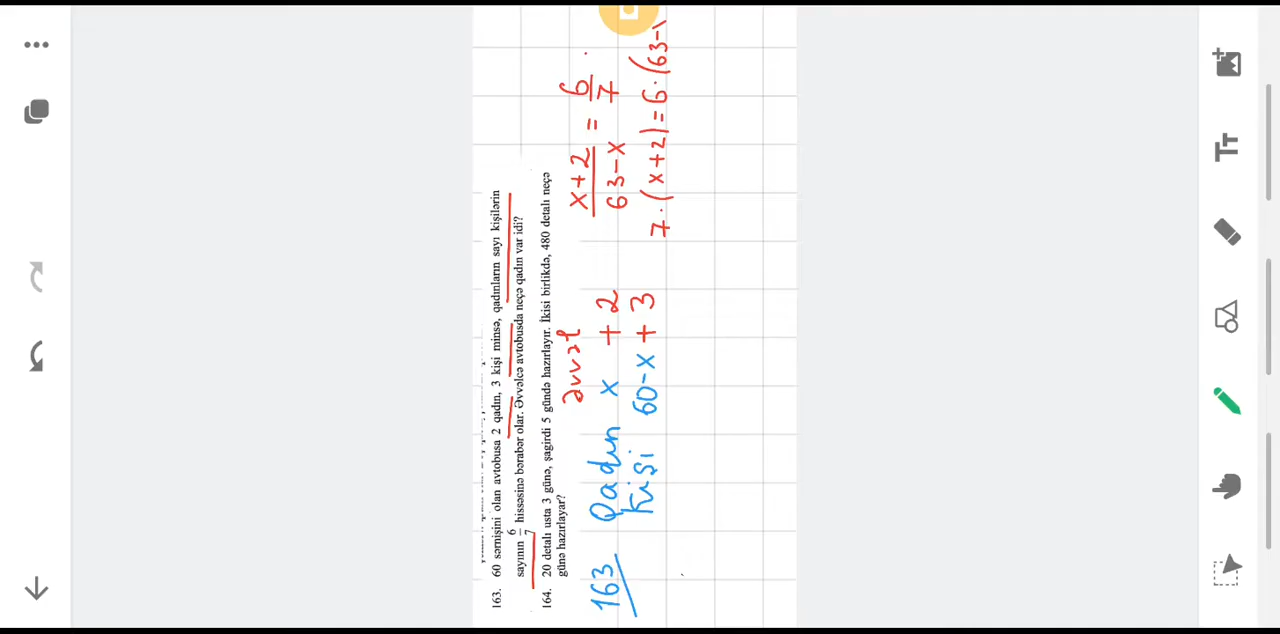 163. 60 sərnişini olan avtobusa 2 qadın, 3 kişi minsə, qadınların sayı kişilərin
sayının 6/7 hissəsinə bərabər olar. Əvvəlcə avtobusda neçə qadın var idi?
164. 20 detalı usta 3 günə, şagirdi 5 günə hazırlayır. İkisi birlikdə, 480 detalı neçə
günə hazırlayar?
163
əvvəl
Qadın x + 2
Kişi 60-x + 3
x+2/63-x = 6/7
7·(x+2)=6·(63-
Tт